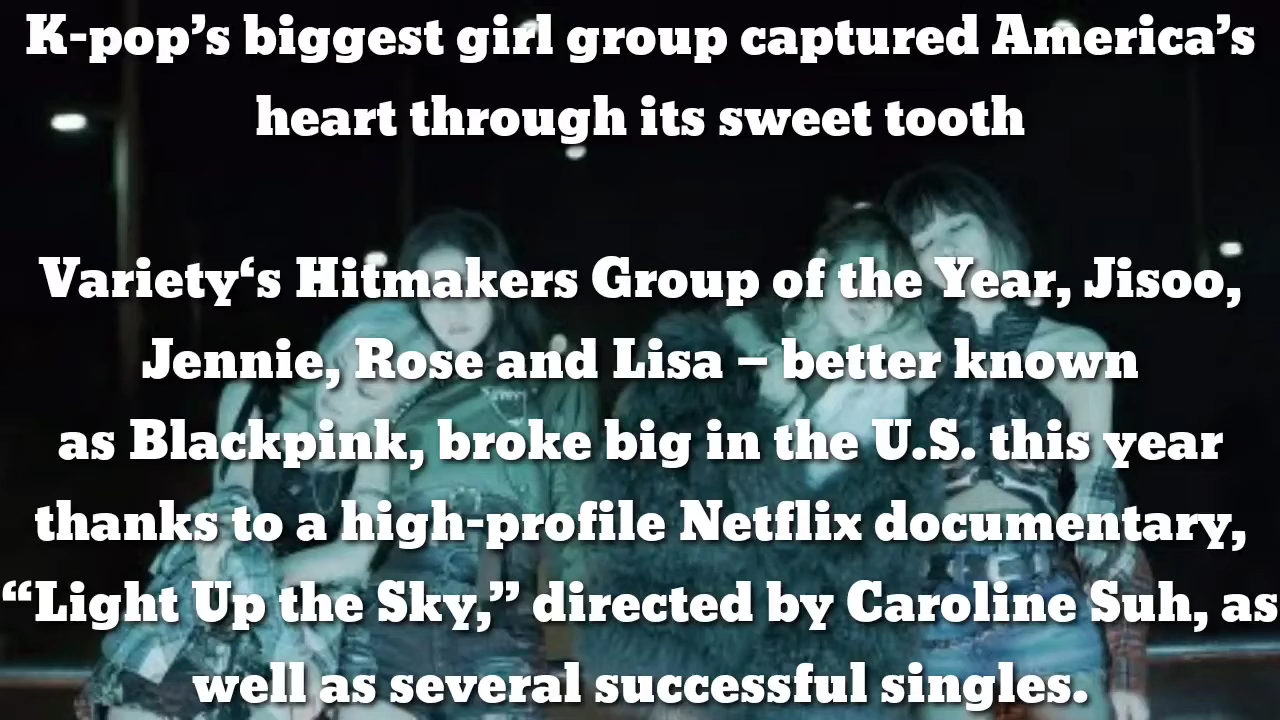 K-pop’s biggest girl group captured America’s
heart through its sweet tooth
Variety‘s Hitmakers Group of the Year, Jisoo,
Jennie, Rose and Lisa – better known
as Blackpink, broke big in the U.S. this year
thanks to a high-profile Netflix documentary,
“Light Up the Sky,” directed by Caroline Suh, as
well as several successful singles.